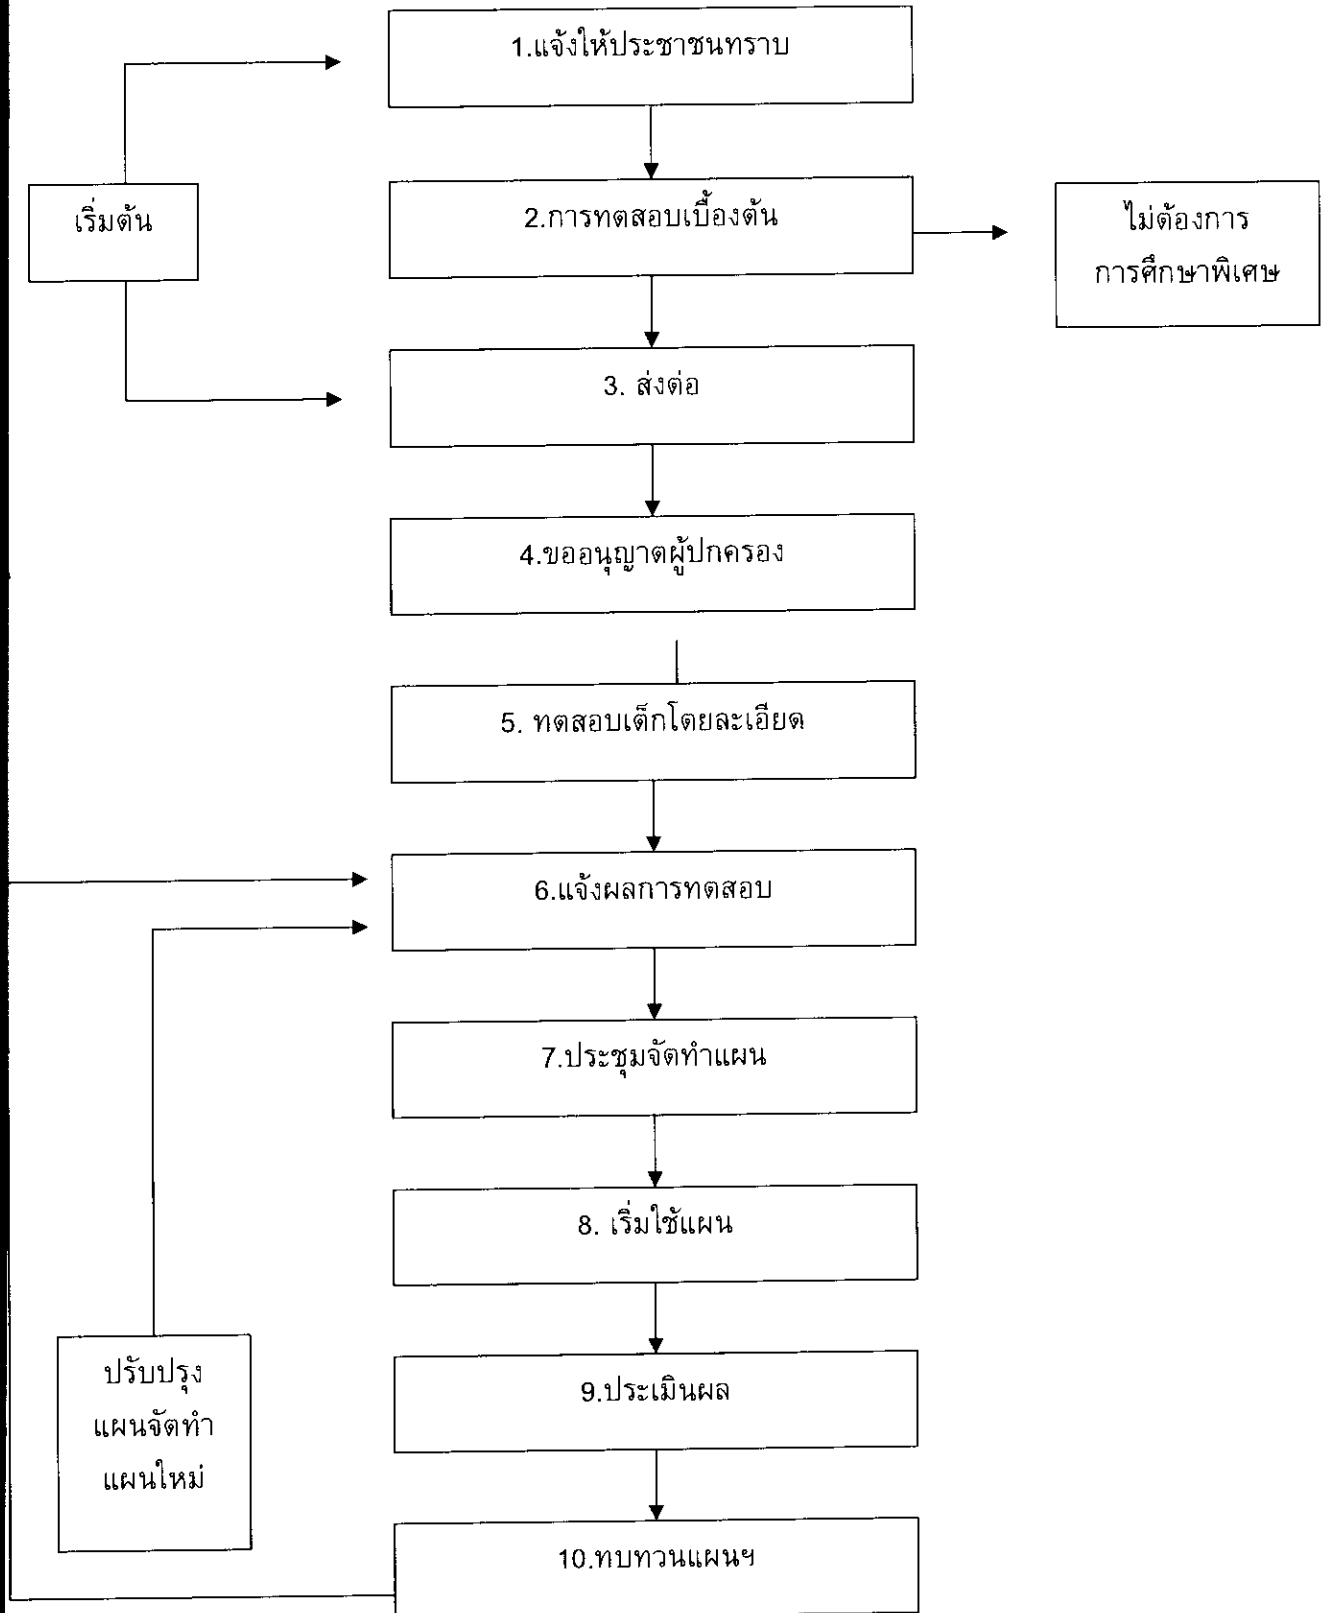 1.แจ้งให้ประชาชนทราบ
เริ่มต้น
2.การทดสอบเบื้องต้น
ไม่ต้องการ
การศึกษาพิเศษ
3. ส่งต่อ
4.ขออนุญาตผู้ปกครอง
5. ทดสอบเด็กโดยละเอียด
6.แจ้งผลการทดสอบ
7.ประชุมจัดทำแผน
8. เริ่มใช้แผน
ปรับปรุง
แผนจัดทำ
แผนใหม่
9.ประเมินผล
10.ทบทวนแผนฯ